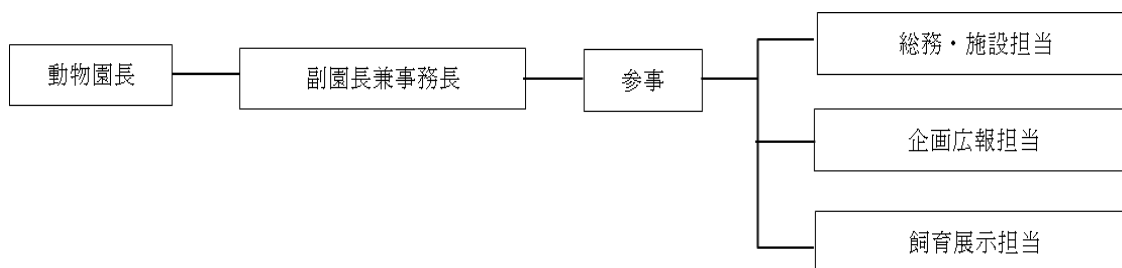 動物園長
副園長兼事務長
参事
総務・施設担当
企画広報担当
飼育展示担当